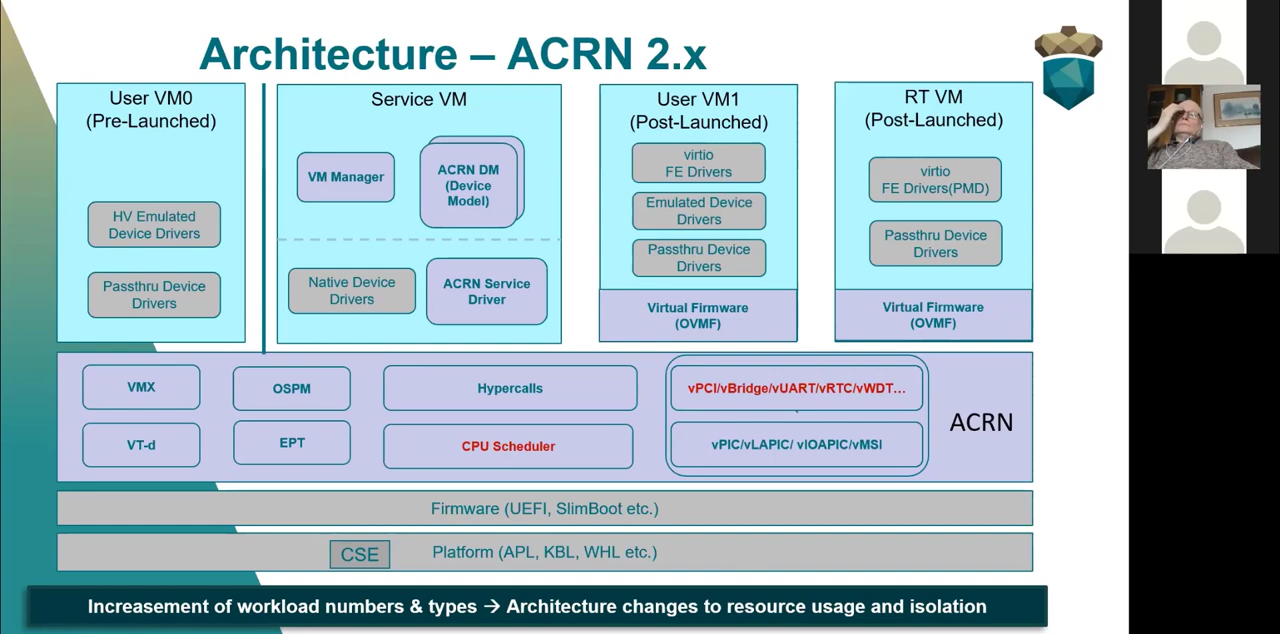 Architecture – ACRN 2.x
User VM0
(Pre-Launched)
HV Emulated
Device Drivers
Passthru Device
Drivers
Service VM
VM Manager
ACRN DM
(Device
Model)
Native Device
Drivers
ACRN Service
Driver
User VM1
(Post-Launched)
virtio
FE Drivers
Emulated Device
Drivers
Passthru Device
Drivers
Virtual Firmware
(OVMF)
RT VM
(Post-Launched)
virtio
FE Drivers(PMD)
Passthru Device
Drivers
Virtual Firmware
(OVMF)
VMX
OSPM
Hypercalls
vPCI/vBridge/vUART/vRTC/vWDT…
VT-d
EPT
CPU Scheduler
vPIC/vLAPIC/ vIOAPIC/vMSI
ACRN
Firmware (UEFI, SlimBoot etc.)
CSE
Platform (APL, KBL, WHL etc.)
Increasement of workload numbers & types → Architecture changes to resource usage and isolation